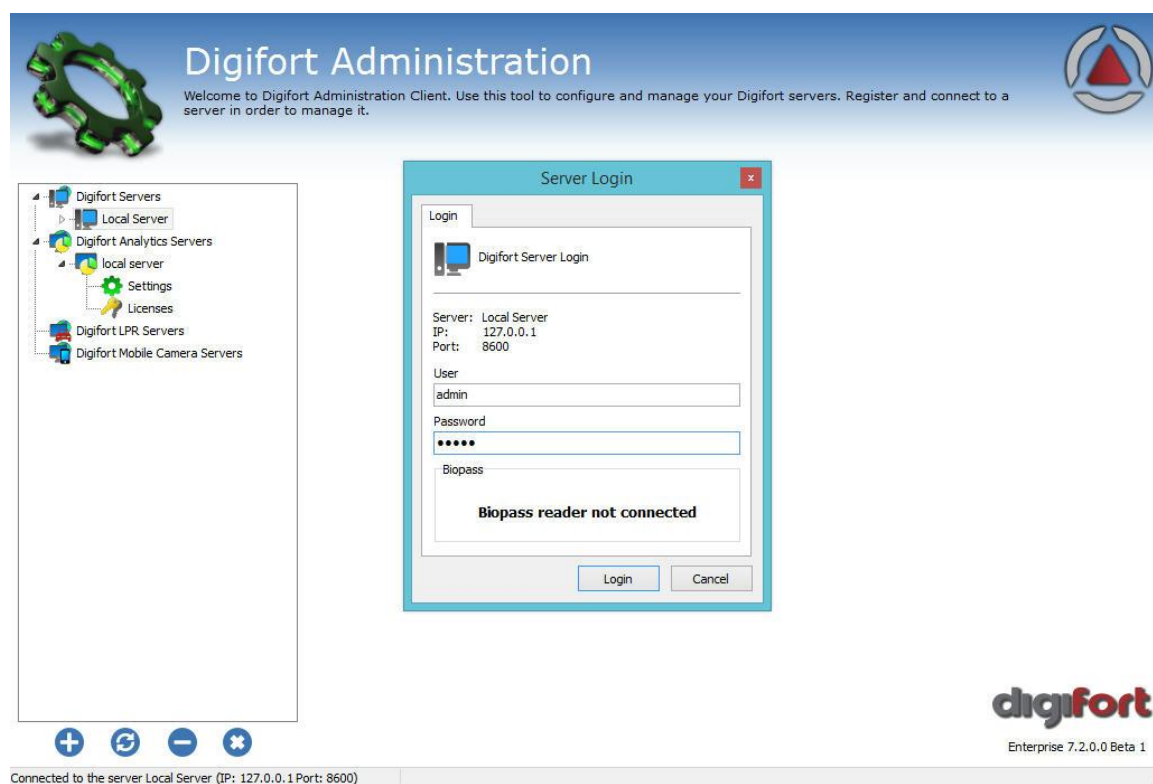 Digifort Administration
Welcome to Digifort Administration Client. Use this tool to configure and manage your Digifort servers. Register and connect to a
server in order to manage it.
Digifort Servers
Local Server
Digifort Analytics Servers
local server
Settings
Licenses
Digifort LPR Servers
Digifort Mobile Camera Servers
Server Login
x
Login
Digifort Server Login
Server: Local Server
IP: 127.0.0.1
Port: 8600
User
admin
Password
•••••
Biopass
Biopass reader not connected
Login Cancel
digifort
Enterprise 7.2.0.0 Beta 1
Connected to the server Local Server (IP: 127.0.0.1 Port: 8600)